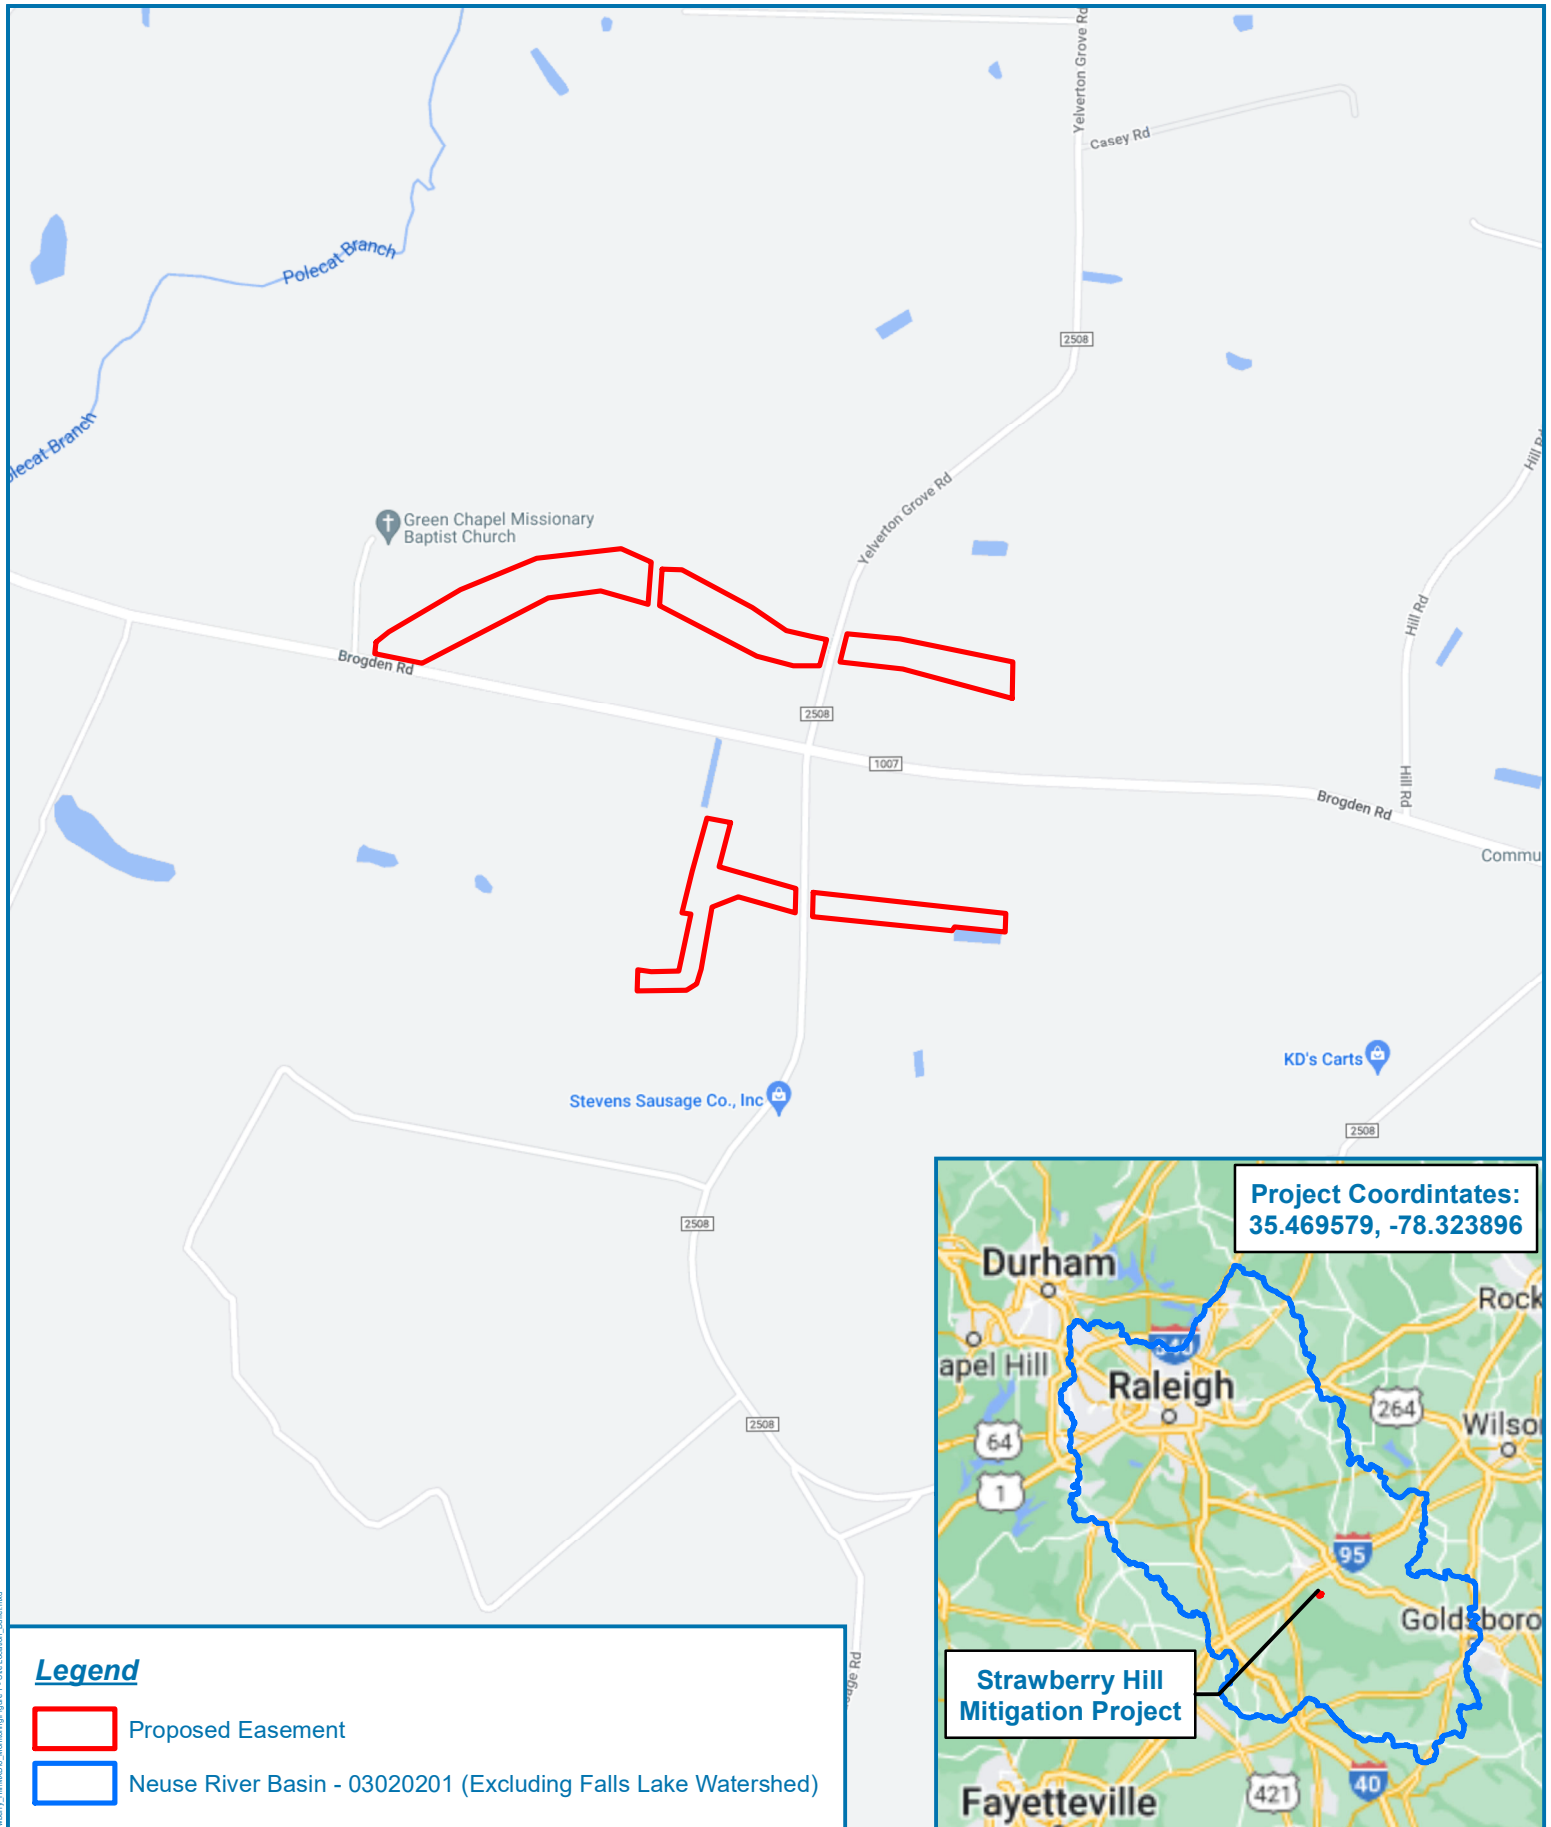 Yelverton Grove Rd
Casey Rd
Polecat Branch
2508
Polecat Branch
Hill Rd
Yelverton Grove Rd
Green Chapel Missionary
Baptist Church
Hill Rd
Brogden Rd
2508
1007
Hill Rd
Brogden Rd
Commu
KD's Carts
Stevens Sausage Co., Inc
2508
2508
2508
Project Coordintates:
35.469579, -78.323896
Durham
Rock
apel Hill
Raleigh
264
64
Wilso
1
95
Goldsboro
Strawberry Hill
Mitigation Project
40
421
Fayetteville
Legend
Proposed Easement
Neuse River Basin - 03020201 (Excluding Falls Lake Watershed)